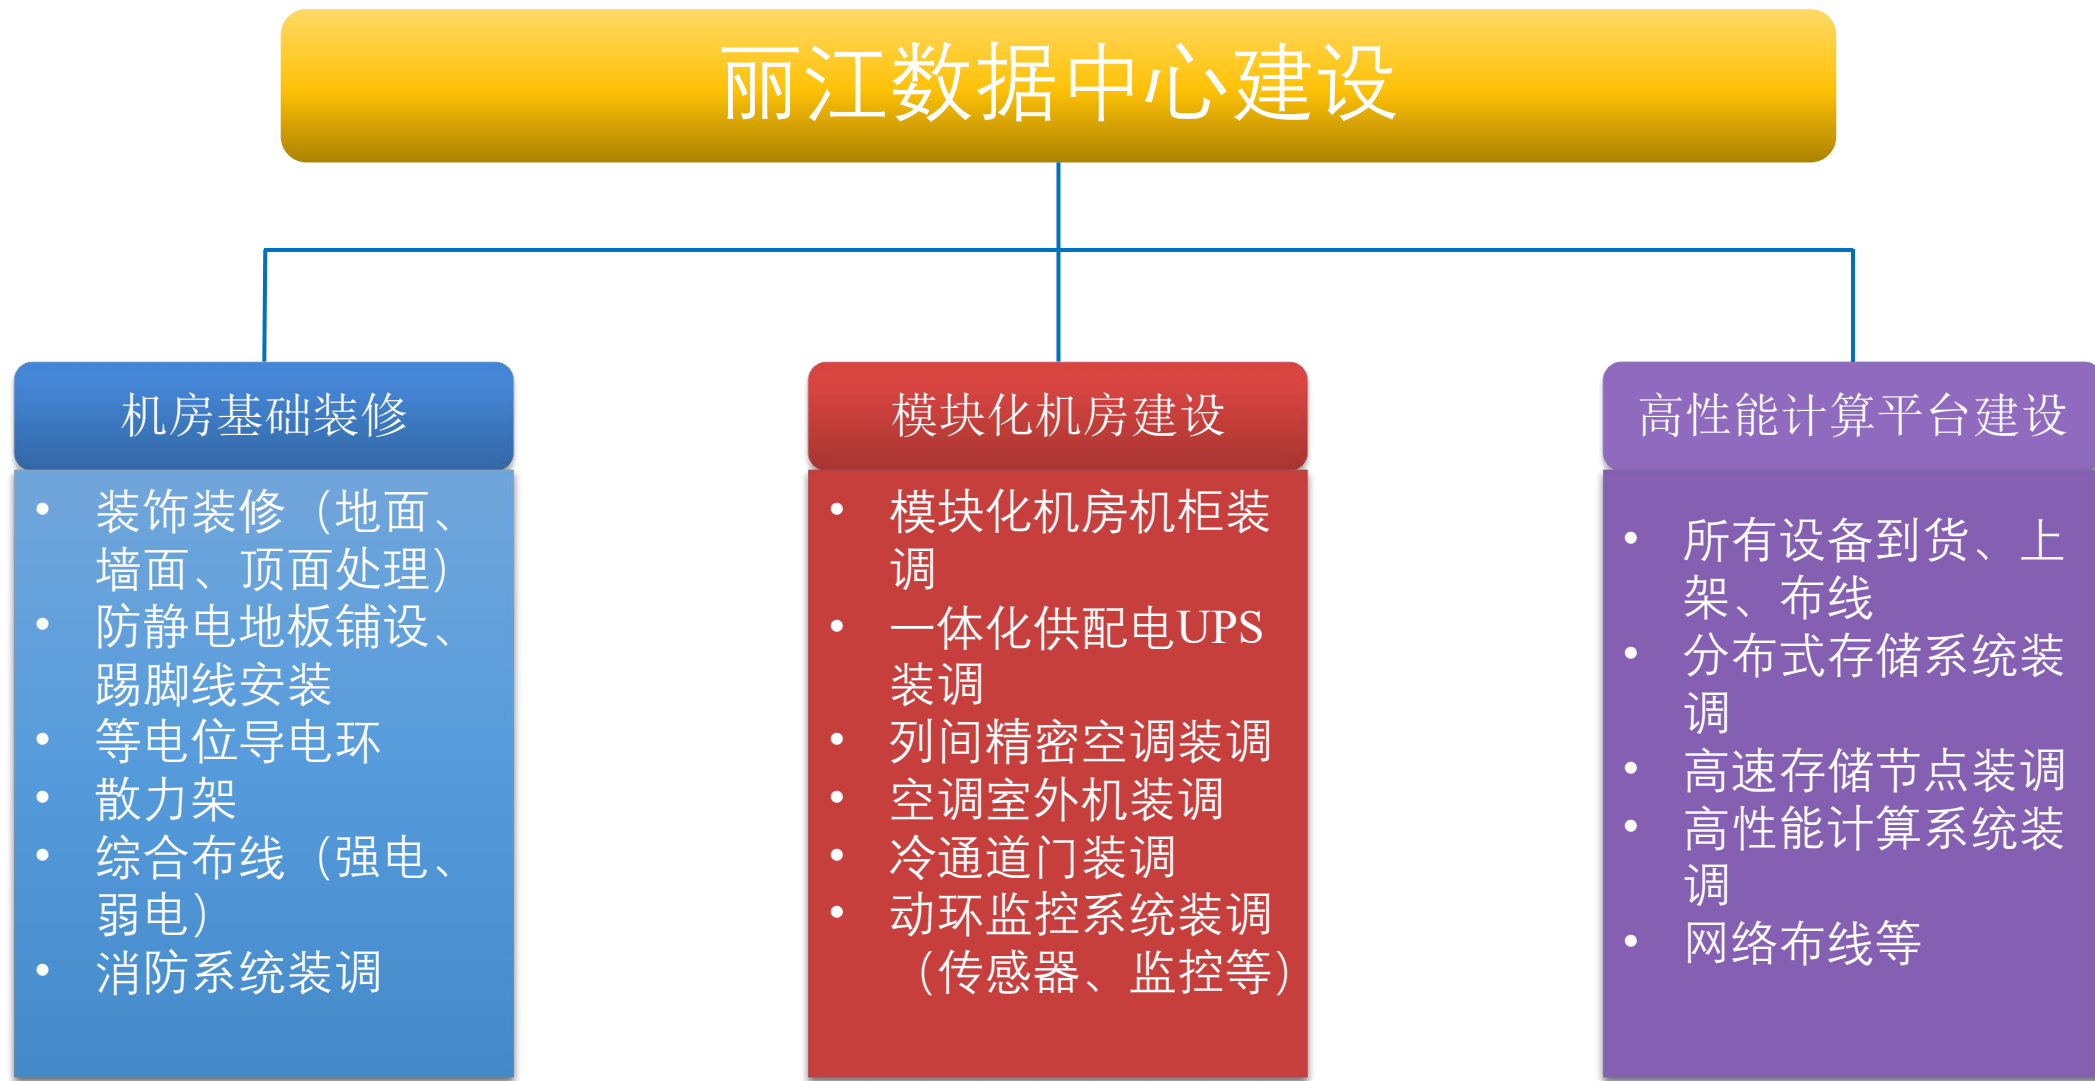 丽江数据中心建设
机房基础装修
• 装饰装修（地面、
墙面、顶面处理）
• 防静电地板铺设、
踢脚线安装
• 等电位导电环
• 散力架
• 综合布线（强电、
弱电）
• 消防系统装调
模块化机房建设
• 模块化机房机柜装
调
• 一体化供配电UPS
装调
• 列间精密空调装调
• 空调室外机装调
• 冷通道门装调
• 动环监控系统装调
（传感器、监控等）
高性能计算平台建设
• 所有设备到货、上
架、布线
• 分布式存储系统装
调
• 高速存储节点装调
• 高性能计算系统装
调
• 网络布线等